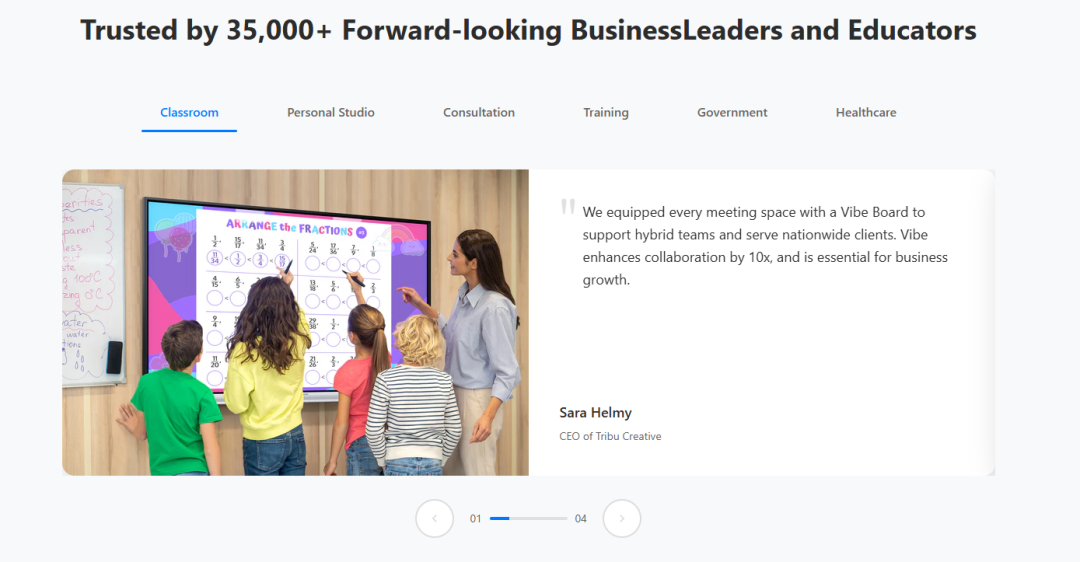 Trusted by 35,000+ Forward-looking BusinessLeaders and Educators
Classroom
Personal Studio
Consultation
Training
Government
Healthcare
ARRANGE the FRACTIONS
We equipped every meeting space with a Vibe Board to
support hybrid teams and serve nationwide clients. Vibe
enhances collaboration by 10x, and is essential for business
growth.
Sara Helmy
CEO of Tribu Creative
01
04